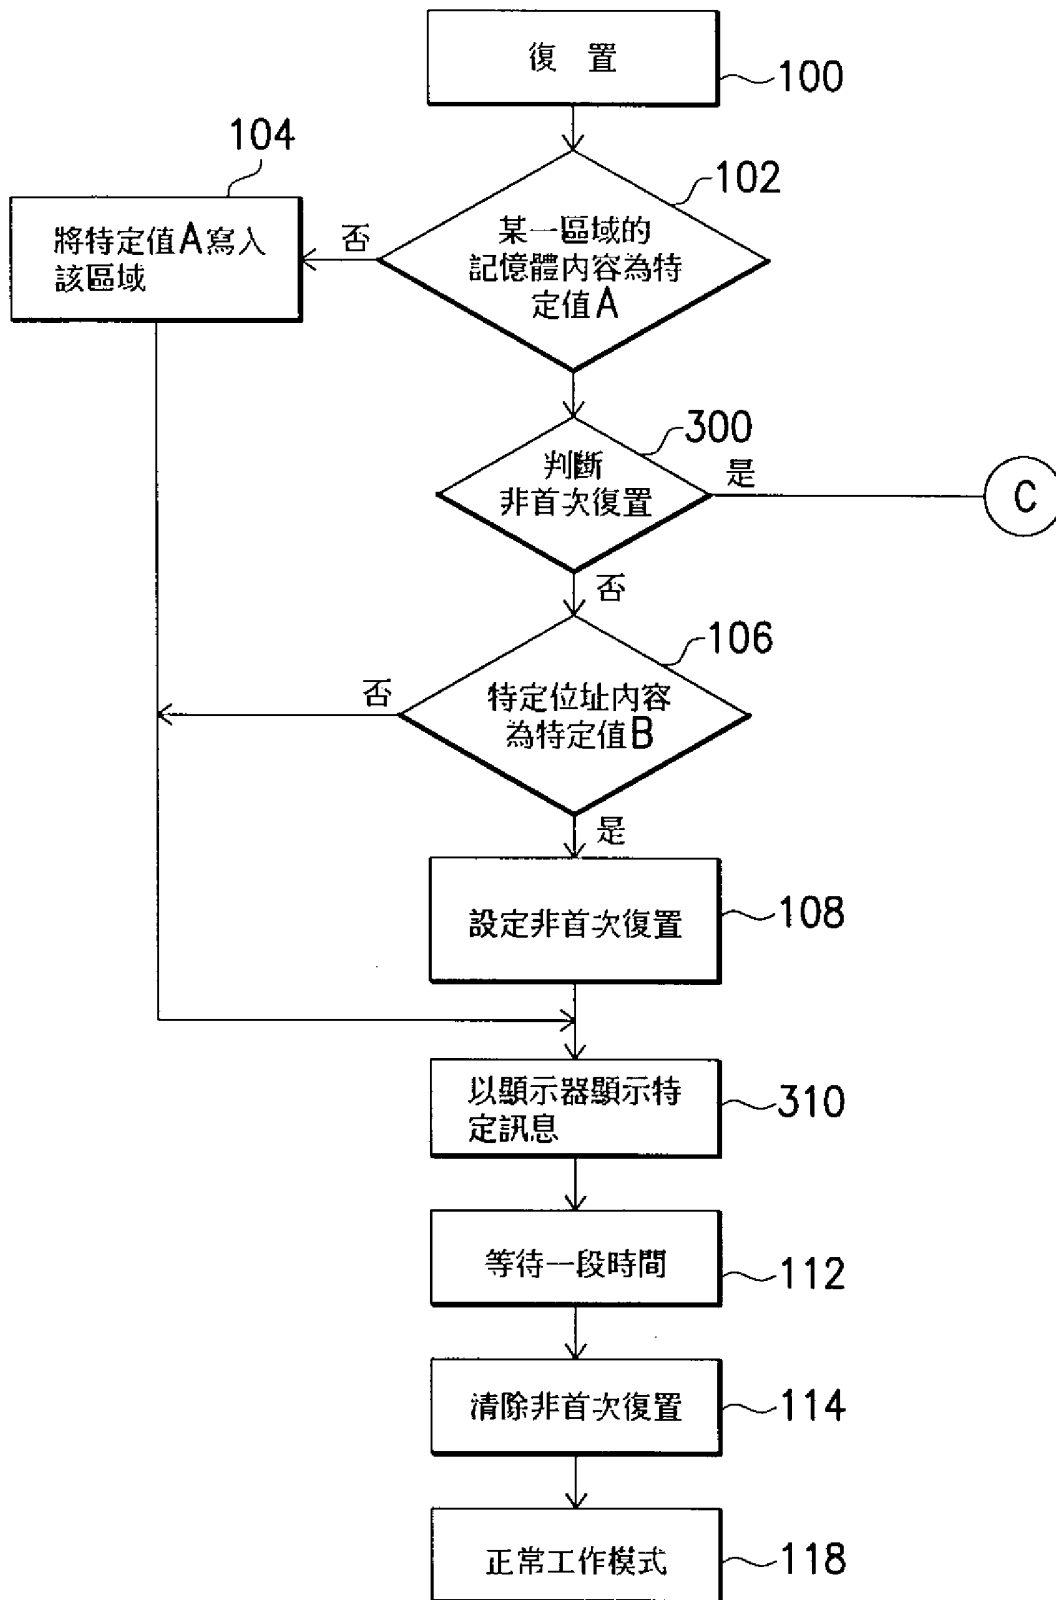 復置
100
104
102
將特定值A寫入
該區域
否
某一區域的
記憶體內容為特
定值A
300
判斷
非首次復置
是
C
否
106
否
特定位址內容
為特定值B
是
設定非首次復置
108
以顯示器顯示特
定訊息
310
等待一段時間
112
清除非首次復置
114
正常工作模式
118